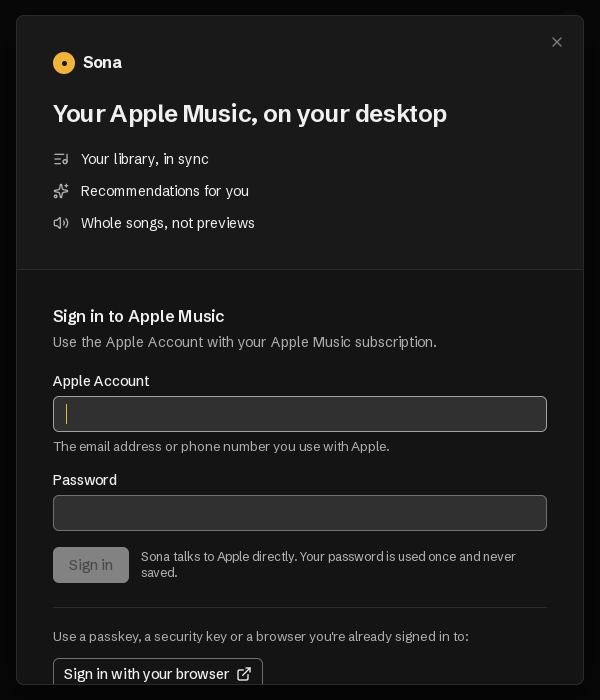 Sona
Your Apple Music, on your desktop
Your library, in sync
Recommendations for you
Whole songs, not previews
Sign in to Apple Music
Use the Apple Account with your Apple Music subscription.
Apple Account
The email address or phone number you use with Apple.
Password
Sign in
Sona talks to Apple directly. Your password is used once and never
saved.
Use a passkey, a security key or a browser you're already signed in to:
Sign in with your browser